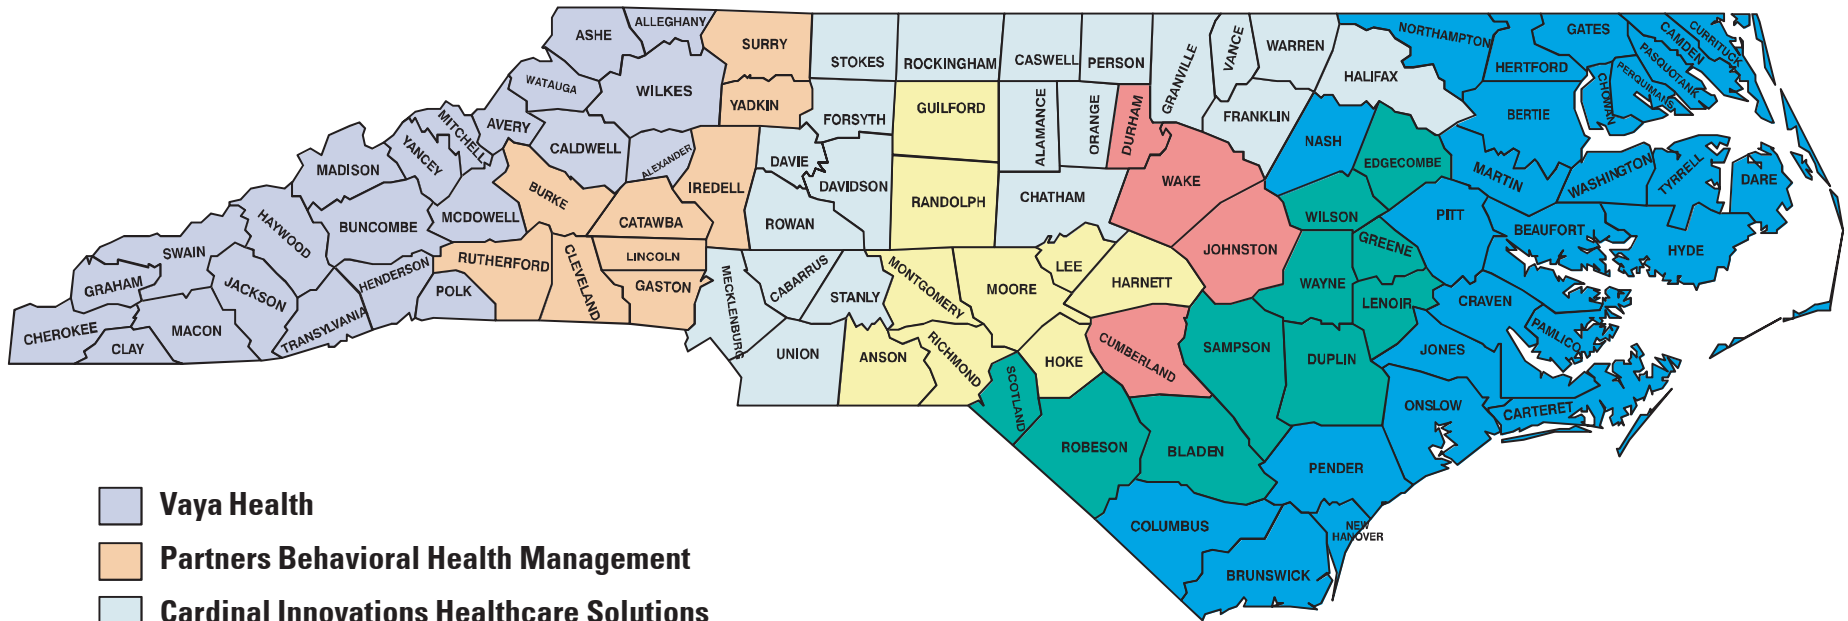 ASHE
ALLEGHANY
SURRY
STOKES
ROCKINGHAM
CASWELL
PERSON
GRANVILLE
VANCE
WARREN
HALIFAX
NORTHAMPTON
HERTFORD
GATES
CAMDEN
CURRITUCK
PASQUOTANK
PERQUIMANS
CHOWAN
BERTIE
WATAUGA
WILKES
YADKIN
FORSYTH
GUILFORD
ALAMANCE
ORANGE
DURHAM
FRANKLIN
NASH
EDGECOMBE
MARTIN
WASHINGTON
TYRRELL
DARE
MITCHELL
AVERY
CALDWELL
ALEXANDER
IREDELL
DAVIE
DAVIDSON
RANDOLPH
CHATHAM
WAKE
MADISON
YANCEY
BURKE
CATAWBA
ROWAN
JOHNSTON
WILSON
PITT
BEAUFORT
HYDE
HAYWOOD
BUNCOMBE
MCDOWELL
RUTHERFORD
CLEVELAND
LINCOLN
GASTON
MECKLENBURG
CABARRUS
STANLY
MONTGOMERY
MOORE
LEE
HARNETT
WAYNE
GREENE
LENOIR
CRAVEN
PAMLICO
SWAIN
GRAHAM
JACKSON
HENDERSON
POLK
CHEROKEE
CLAY
MACON
TRANSYLVANIA
UNION
ANSON
RICHMOND
HOKE
SCOTLAND
CUMBERLAND
SAMPSON
DUPLIN
JONES
ONSLOW
CARTERET
ROBESON
BLADEN
PENDER
COLUMBUS
NEW
HANOVER
BRUNSWICK
Vaya Health
Partners Behavioral Health Management
Cardinal Innovations Healthcare Solutions